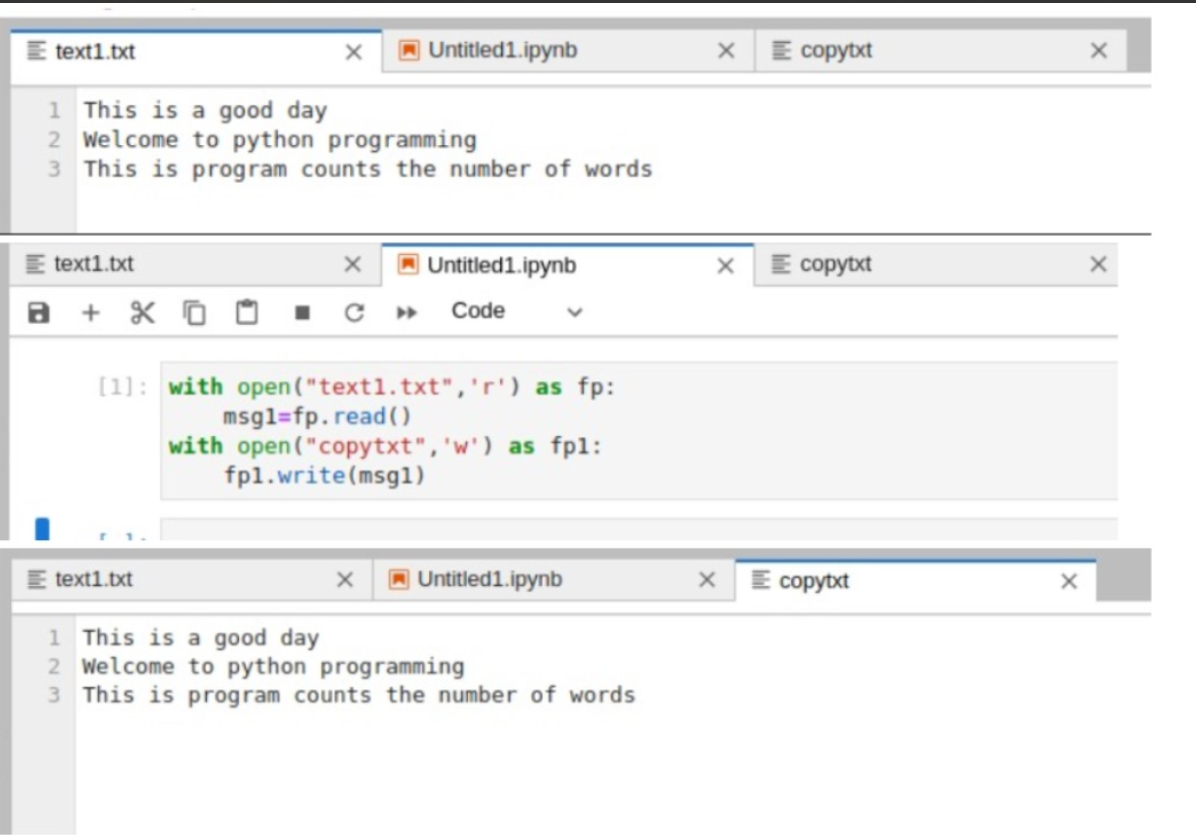 text1.txt Untitled1.ipynb copytxt
1 This is a good day
2 Welcome to python programming
3 This is program counts the number of words
text1.txt Untitled1.ipynb copytxt
Code
[1]: with open("text1.txt",'r') as fp:
msg1=fp.read()
with open("copytxt",'w') as fp1:
fp1.write(msg1)
[ ]:
text1.txt Untitled1.ipynb copytxt
1 This is a good day
2 Welcome to python programming
3 This is program counts the number of words